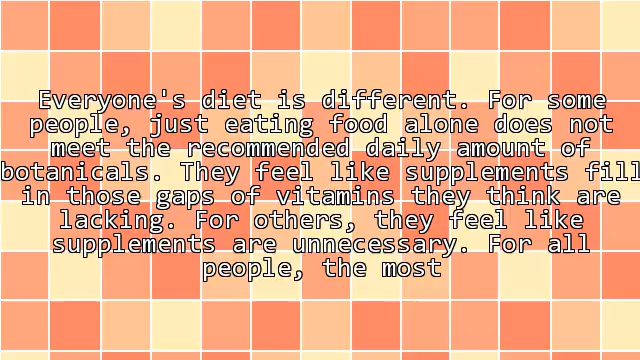 Everyone's diet is different. For some
people, just eating food alone does not
meet the recommended daily amount of
botanicals. They feel like supplements fill
in those gaps of vitamins they think are
lacking. For others, they feel like
supplements are unnecessary. For all
people, the most